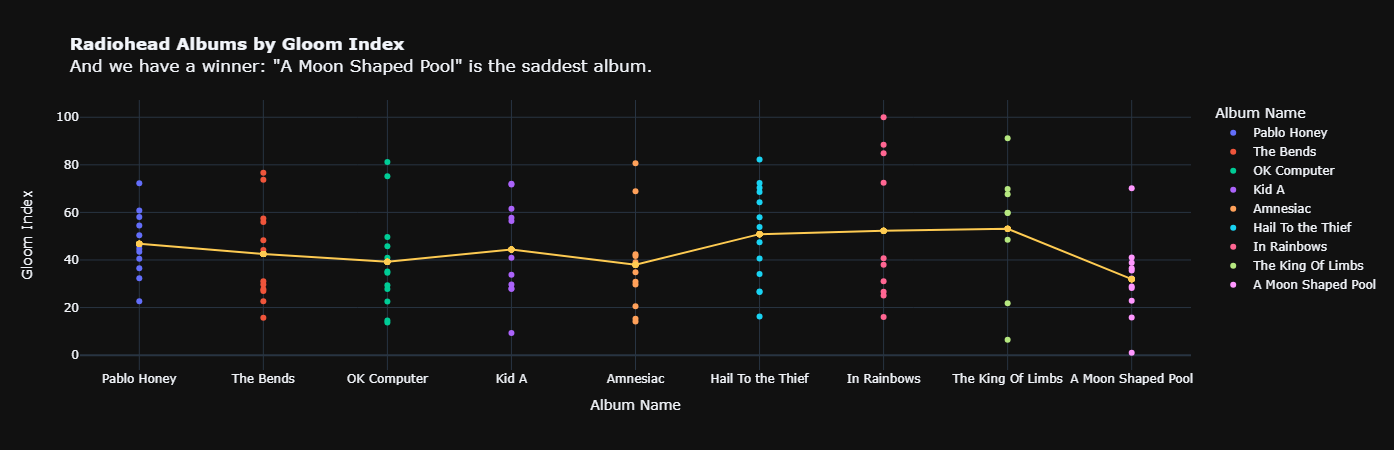 Radiohead Albums by Gloom Index
And we have a winner: "A Moon Shaped Pool" is the saddest album.
Gloom Index
100
80
60
40
20
0
Pablo Honey
The Bends
OK Computer
Kid A
Amnesiac
Hail To the Thief
In Rainbows
The King Of Limbs
A Moon Shaped Pool
Album Name
Album Name
Pablo Honey
The Bends
OK Computer
Kid A
Amnesiac
Hail To the Thief
In Rainbows
The King Of Limbs
A Moon Shaped Pool